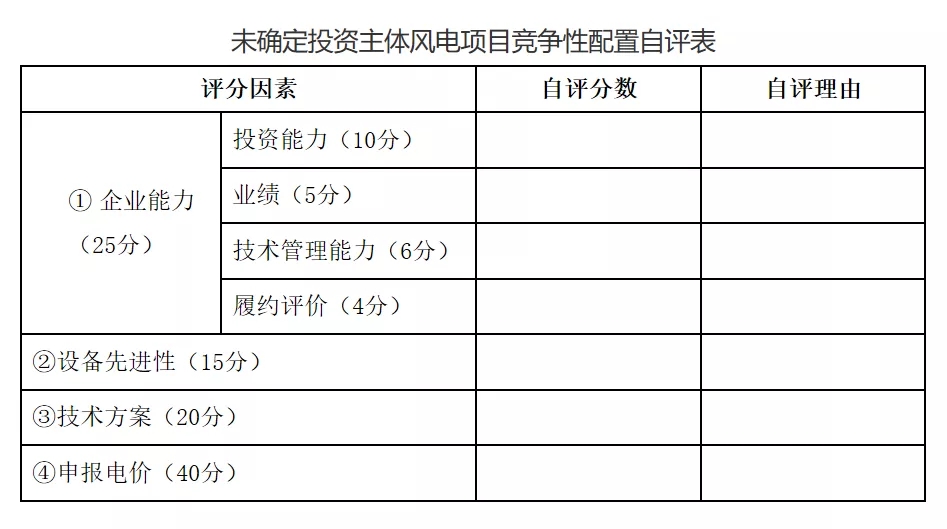 未确定投资主体风电项目竞争性配置自评表
评分因素 自评分数 自评理由
① 企业能力
（25分）
投资能力（10分）
业绩（5分）
技术管理能力（6分）
履约评价（4分）
②设备先进性（15分）
③技术方案（20分）
④申报电价（40分）